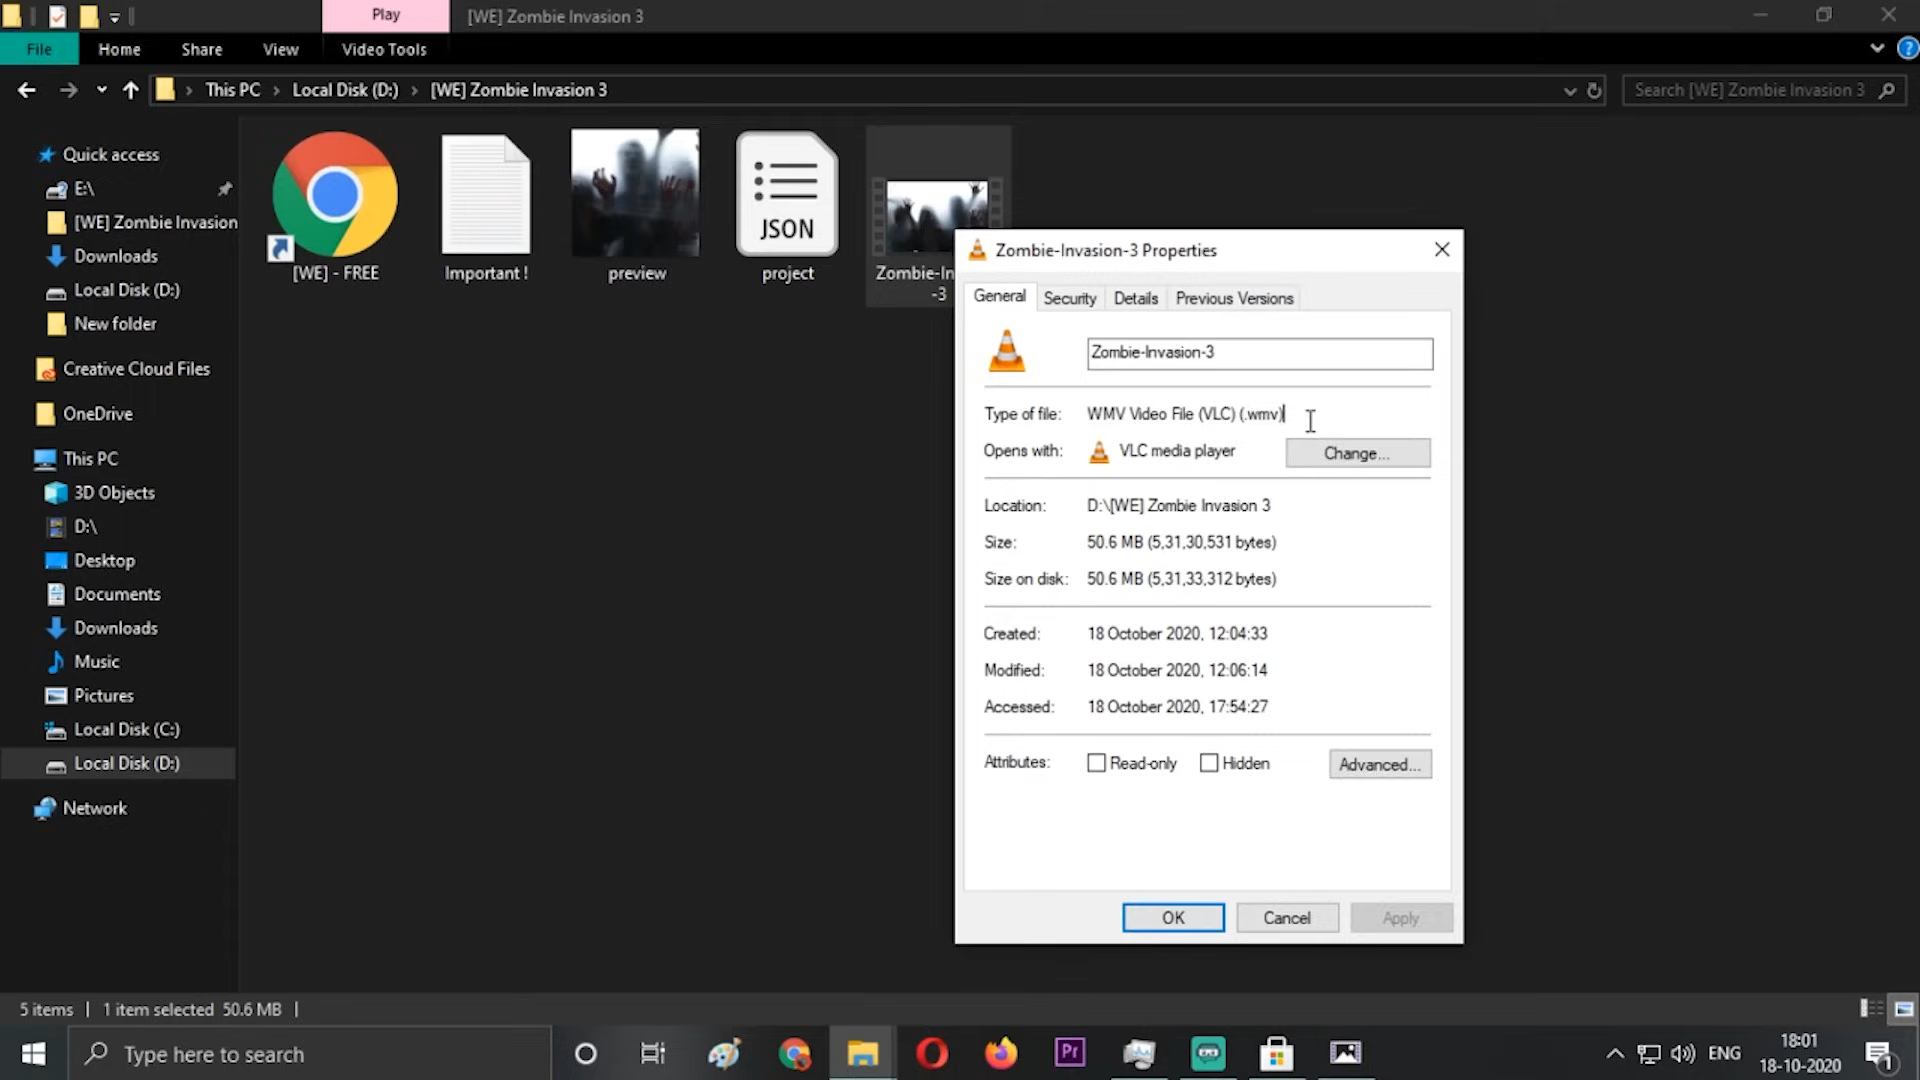 Play
[WE] Zombie Invasion 3
File
Home
Share
View
Video Tools
This PC
Local Disk (D:)
[WE] Zombie Invasion 3
Search [WE] Zombie Invasion 3
Quick access
E:\
[WE] Zombie Invasion
Downloads
Local Disk (D:)
New folder
Creative Cloud Files
OneDrive
This PC
3D Objects
D:\
Desktop
Documents
Downloads
Music
Pictures
Local Disk (C:)
Local Disk (D:)
Network
[WE] - FREE
Important !
preview
JSON
project
Zombie-In
-3
Zombie-Invasion-3 Properties
General
Security
Details
Previous Versions
Zombie-Invasion-3
Type of file: WMV Video File (VLC) (.wmv)
Opens with: VLC media player
Change...
Location: D:\[WE] Zombie Invasion 3
Size: 50.6 MB (5,31,30,531 bytes)
Size on disk: 50.6 MB (5,31,33,312 bytes)
Created: 18 October 2020, 12:04:33
Modified: 18 October 2020, 12:06:14
Accessed: 18 October 2020, 17:54:27
Attributes: Read-only Hidden
Advanced...
OK
Cancel
Apply
5 items
1 item selected 50.6 MB
Type here to search
Pr
ENG
18:01
18-10-2020
1